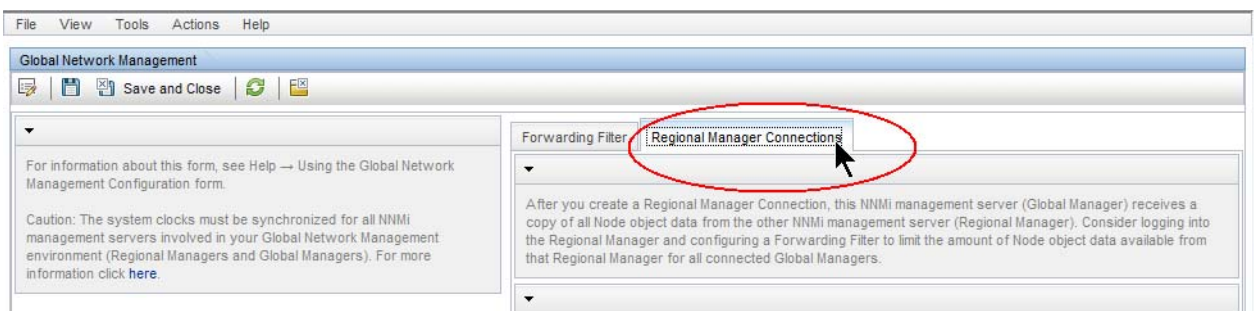 File View Tools Actions Help
Global Network Management
Save and Close
For information about this form, see Help → Using the Global Network
Management Configuration form.
Caution: The system clocks must be synchronized for all NNMi
management servers involved in your Global Network Management
environment (Regional Managers and Global Managers). For more
information click here.
Forwarding Filter Regional Manager Connections
After you create a Regional Manager Connection, this NNMi management server (Global Manager) receives a
copy of all Node object data from the other NNMi management server (Regional Manager). Consider logging into
the Regional Manager and configuring a Forwarding Filter to limit the amount of Node object data available from
that Regional Manager for all connected Global Managers.